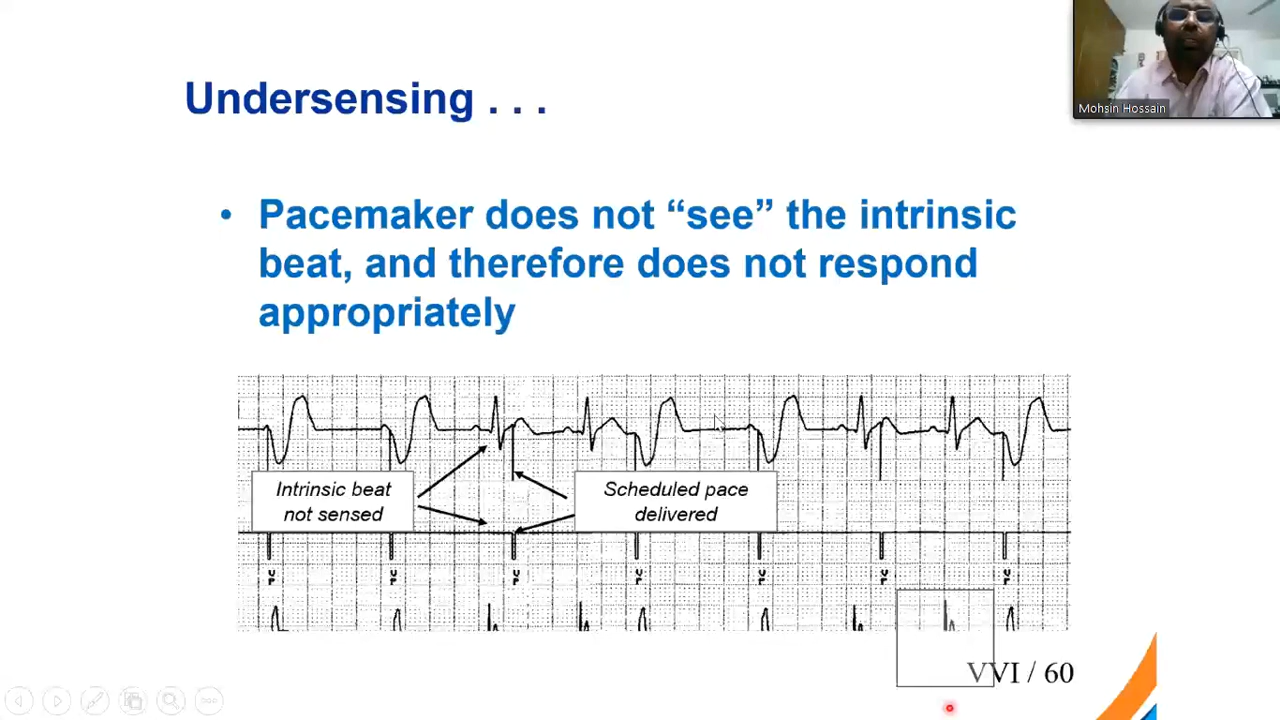 Mohsin Hossain
Undersensing . . .
• Pacemaker does not “see” the intrinsic
beat, and therefore does not respond
appropriately
Intrinsic beat
not sensed
Scheduled pace
delivered
V
P
V
P
V
P
V
P
V
P
V
P
V
P
VVI / 60